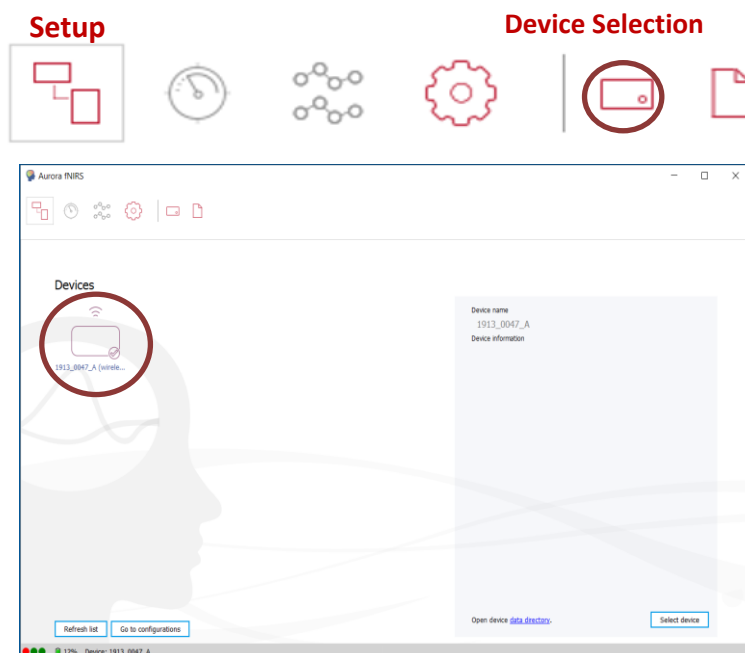 Setup
Device Selection
Aurora fNIRS
Devices
1913_0047_A (wirele...
Device name
1913_0047_A
Device information
Open device data directory.
Select device
Refresh list
Go to configurations
12% Device: 1913_0047_A